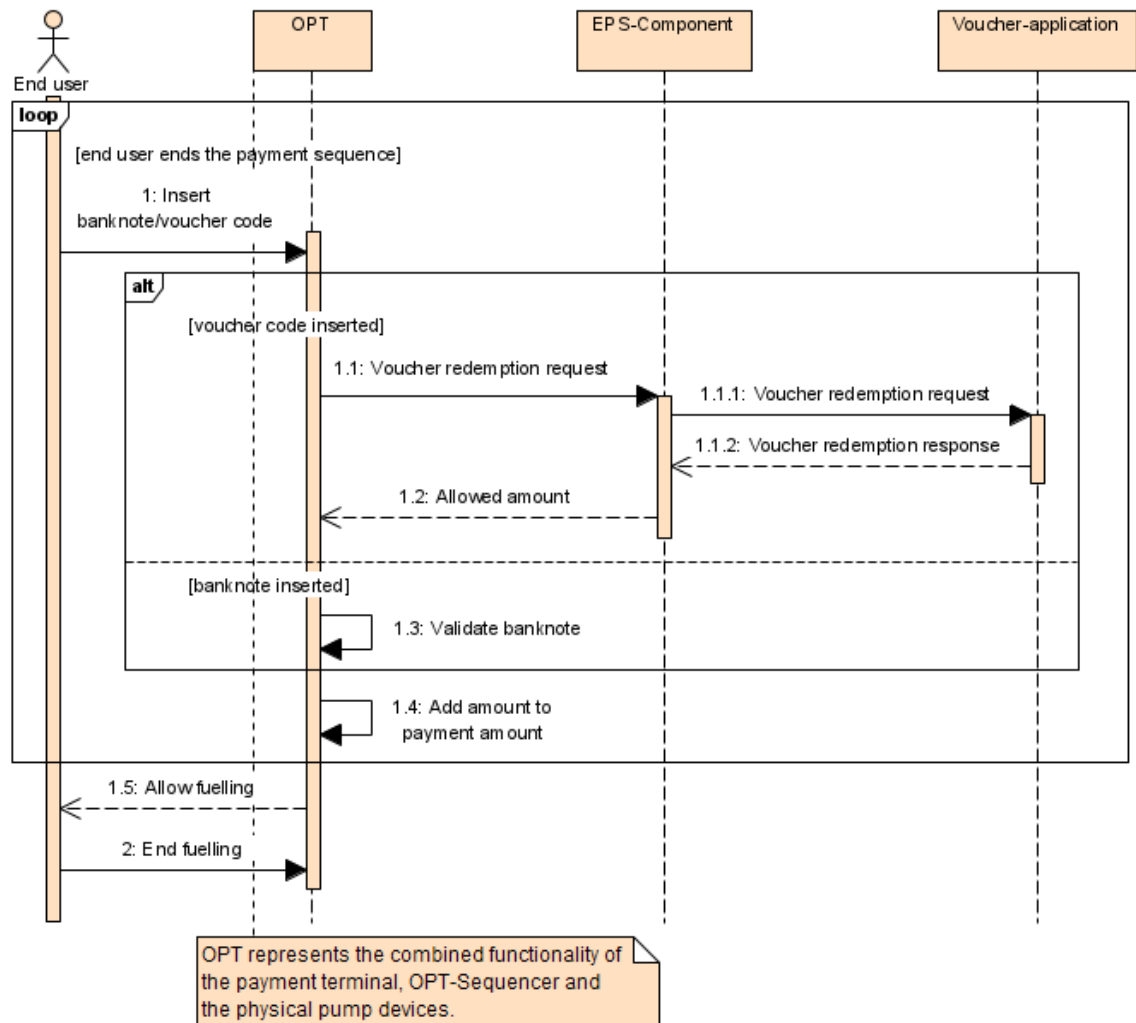 OPT
EPS-Component
Voucher-application
End user
loop
[end user ends the payment sequence]
1: Insert
banknote/voucher code
alt
[voucher code inserted]
1.1: Voucher redemption request
1.1.1: Voucher redemption request
1.1.2: Voucher redemption response
1.2: Allowed amount
[banknote inserted]
1.3: Validate banknote
1.4: Add amount to
payment amount
1.5: Allow fuelling
2: End fuelling
OPT represents the combined functionality of
the payment terminal, OPT-Sequencer and
the physical pump devices.